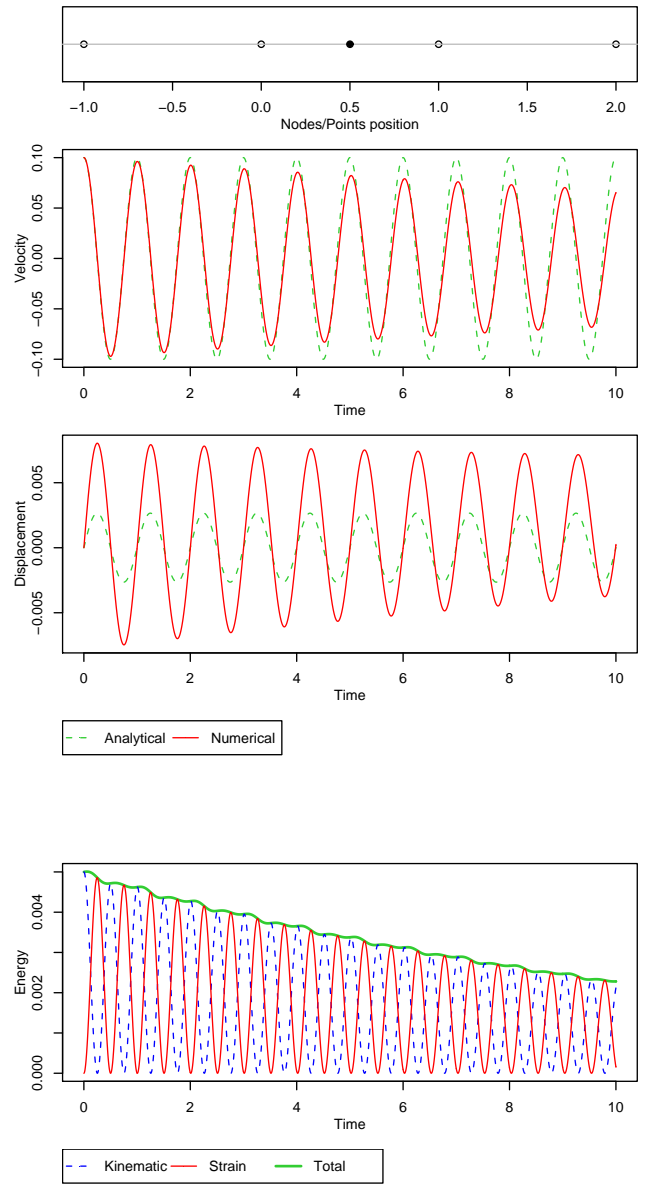 −1.0 −0.5 0.0 0.5 1.0 1.5 2.0
Nodes/Points position
Velocity
0.10
0.05
0.00
−0.05
−0.10
0 2 4 6 8 10
Time
Displacement
0.005
0.000
−0.005
0 2 4 6 8 10
Time
Analytical Numerical
Energy
0.004
0.002
0.000
0 2 4 6 8 10
Time
Kinematic Strain Total